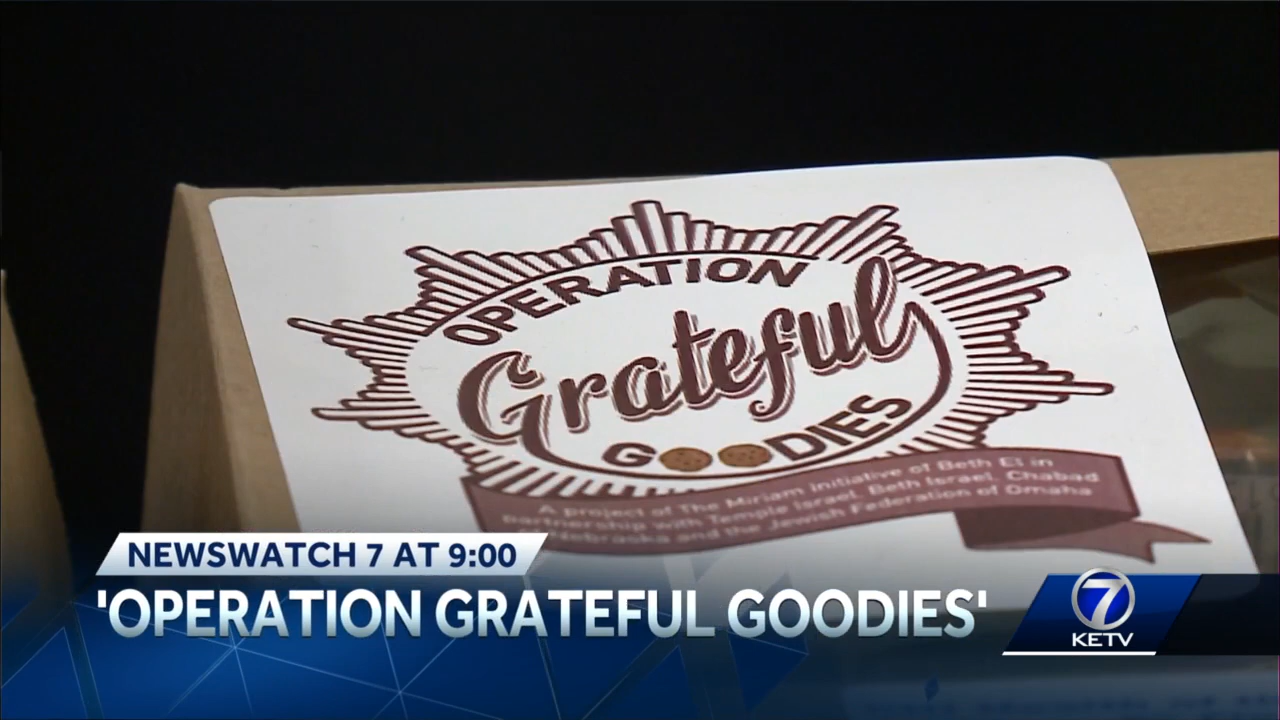 OPERATION
Grateful
GOODIES
A project of The Miriam Initiative of Beth El in
partnership with Temple Israel, Beth Israel, Chabad
of Nebraska and the Jewish Federation of Omaha
NEWSWATCH 7 AT 9:00
'OPERATION GRATEFUL GOODIES'
7
KETV